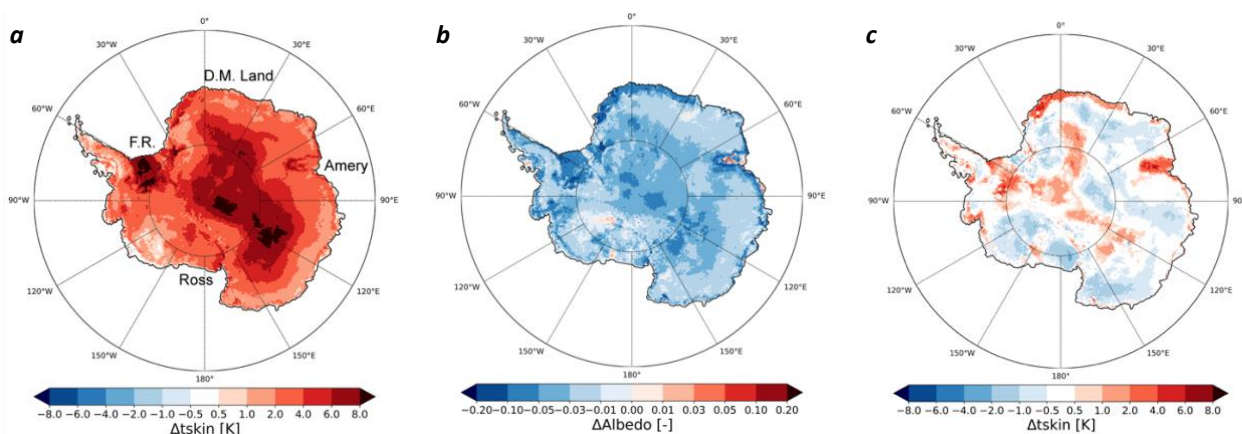 a
0°
30°W 30°E
D.M. Land
60°W 60°E
F.R.
Amery
90°W 90°E
Ross
120°W 120°E
150°W 150°E
180°
−8.0 −6.0 −4.0 −2.0 −1.0 −0.5 0.5 1.0 2.0 4.0 6.0 8.0
Δtskin [K]
b
0°
30°W 30°E
60°W 60°E
90°W 90°E
120°W 120°E
150°W 150°E
180°
−0.20 −0.10 −0.05 −0.03 −0.01 0.00 0.01 0.03 0.05 0.10 0.20
ΔAlbedo [-]
c
0°
30°W 30°E
60°W 60°E
90°W 90°
120°W 120°E
150°W 150°E
180°
−8.0 −6.0 −4.0 −2.0 −1.0 −0.5 0.5 1.0 2.0 4.0 6.0 8.0
Δtskin [K]